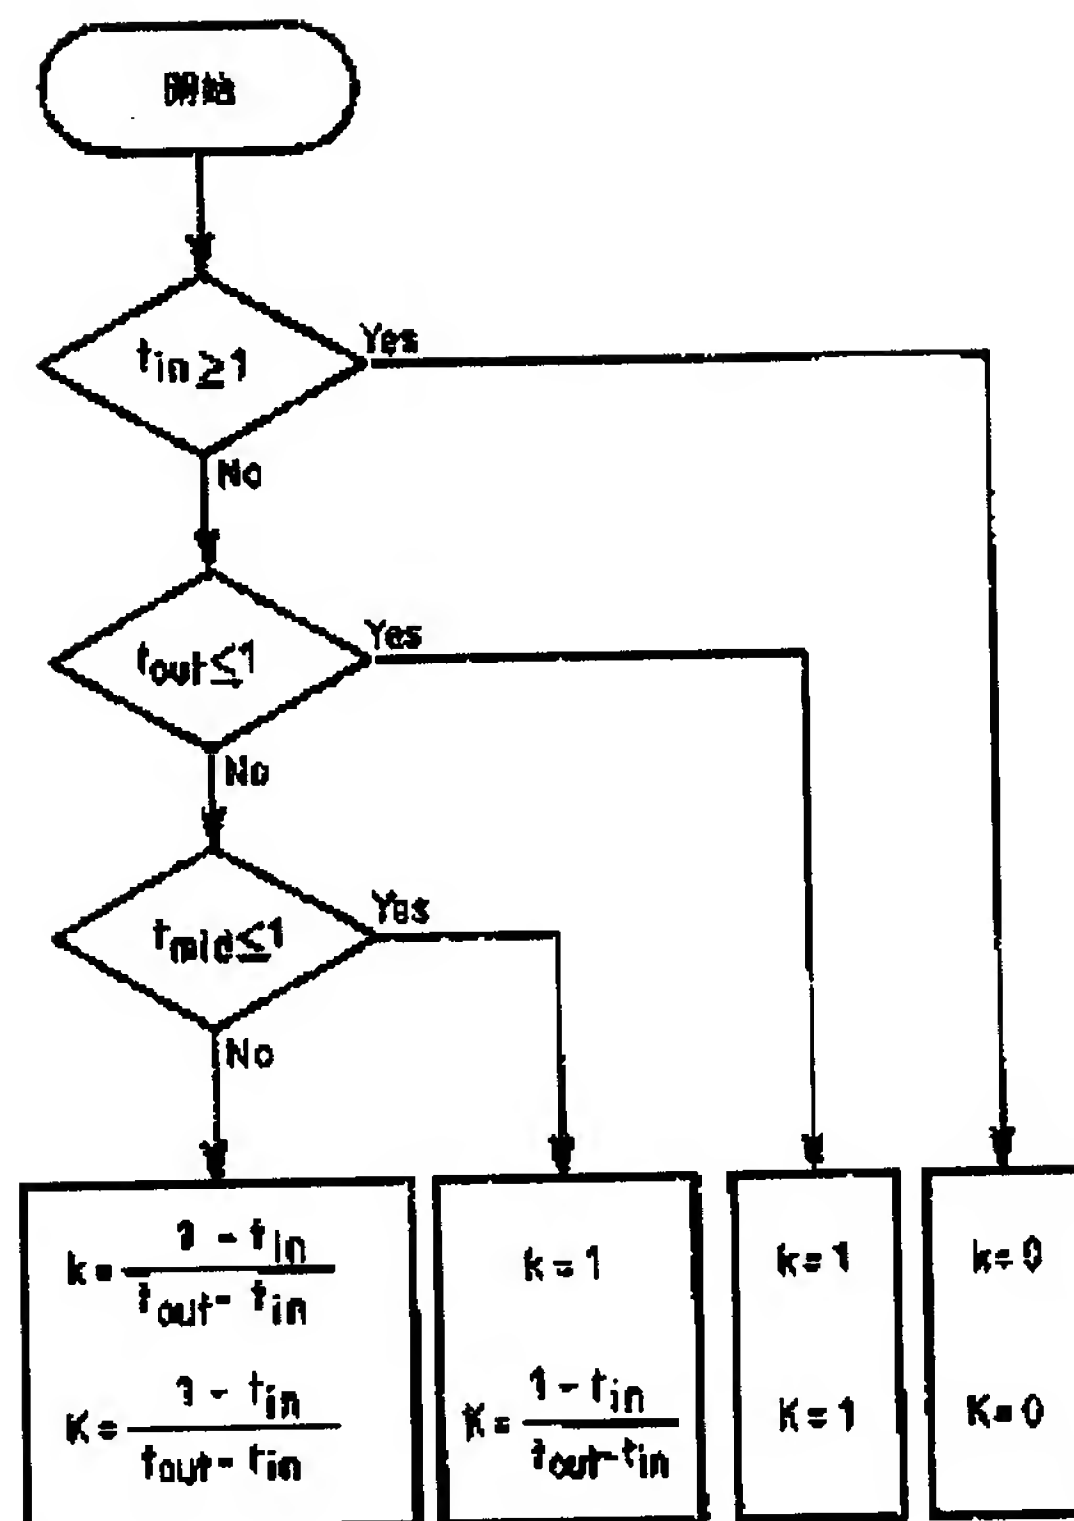 開始
t_in ≧ 1
Yes
No
t_out ≦ 1
Yes
No
t_mid ≦ 1
Yes
No
k = (1 - t_in) / (t_out - t_in)
K = (1 - t_in) / (t_out - t_in)
k = 1
K = (1 - t_in) / (t_out - t_in)
k = 1
K = 1
k = 0
K = 0